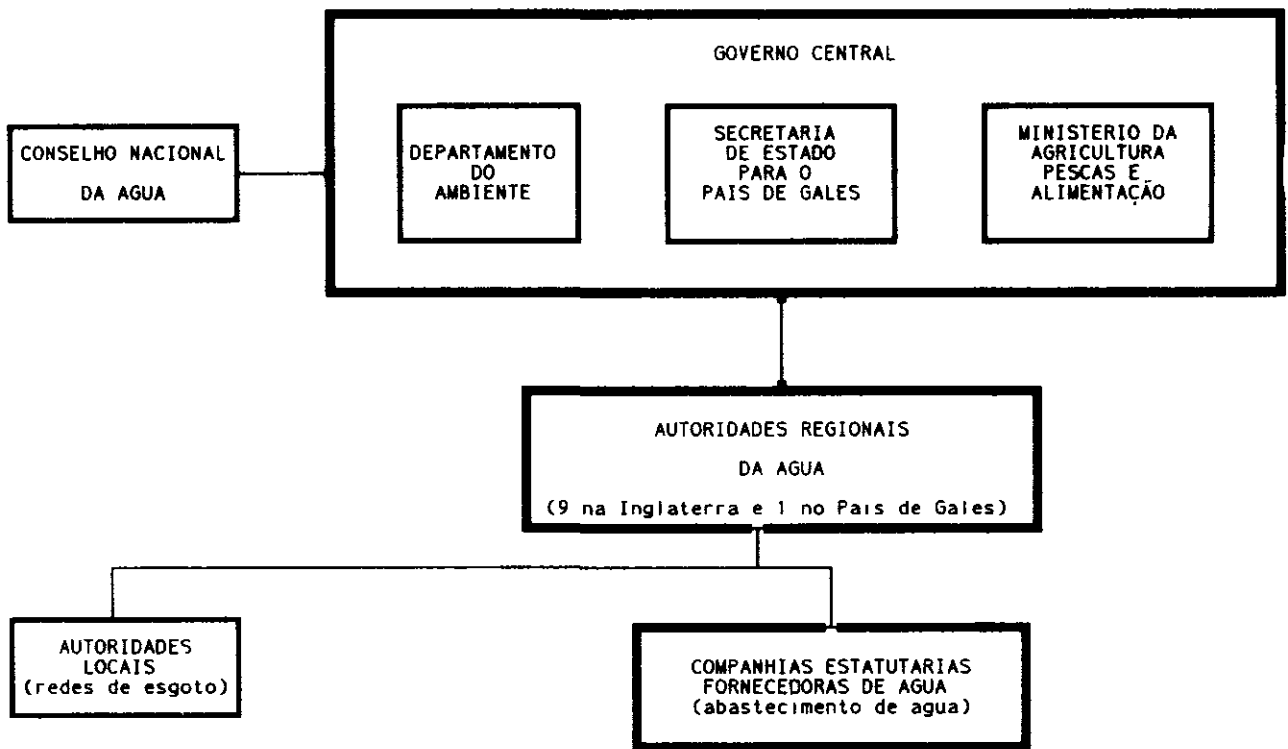 GOVERNO CENTRAL
CONSELHO NACIONAL
DA AGUA
DEPARTAMENTO
DO
AMBIENTE
SECRETARIA
DE ESTADO
PARA O
PAIS DE GALES
MINISTERIO DA
AGRICULTURA
PESCAS E
ALIMENTAÇÃO
AUTORIDADES REGIONAIS
DA AGUA
(9 na Inglaterra e 1 no Pais de Gales)
AUTORIDADES
LOCAIS
(redes de esgoto)
COMPANHIAS ESTATUTARIAS
FORNECEDORAS DE AGUA
(abastecimento de agua)